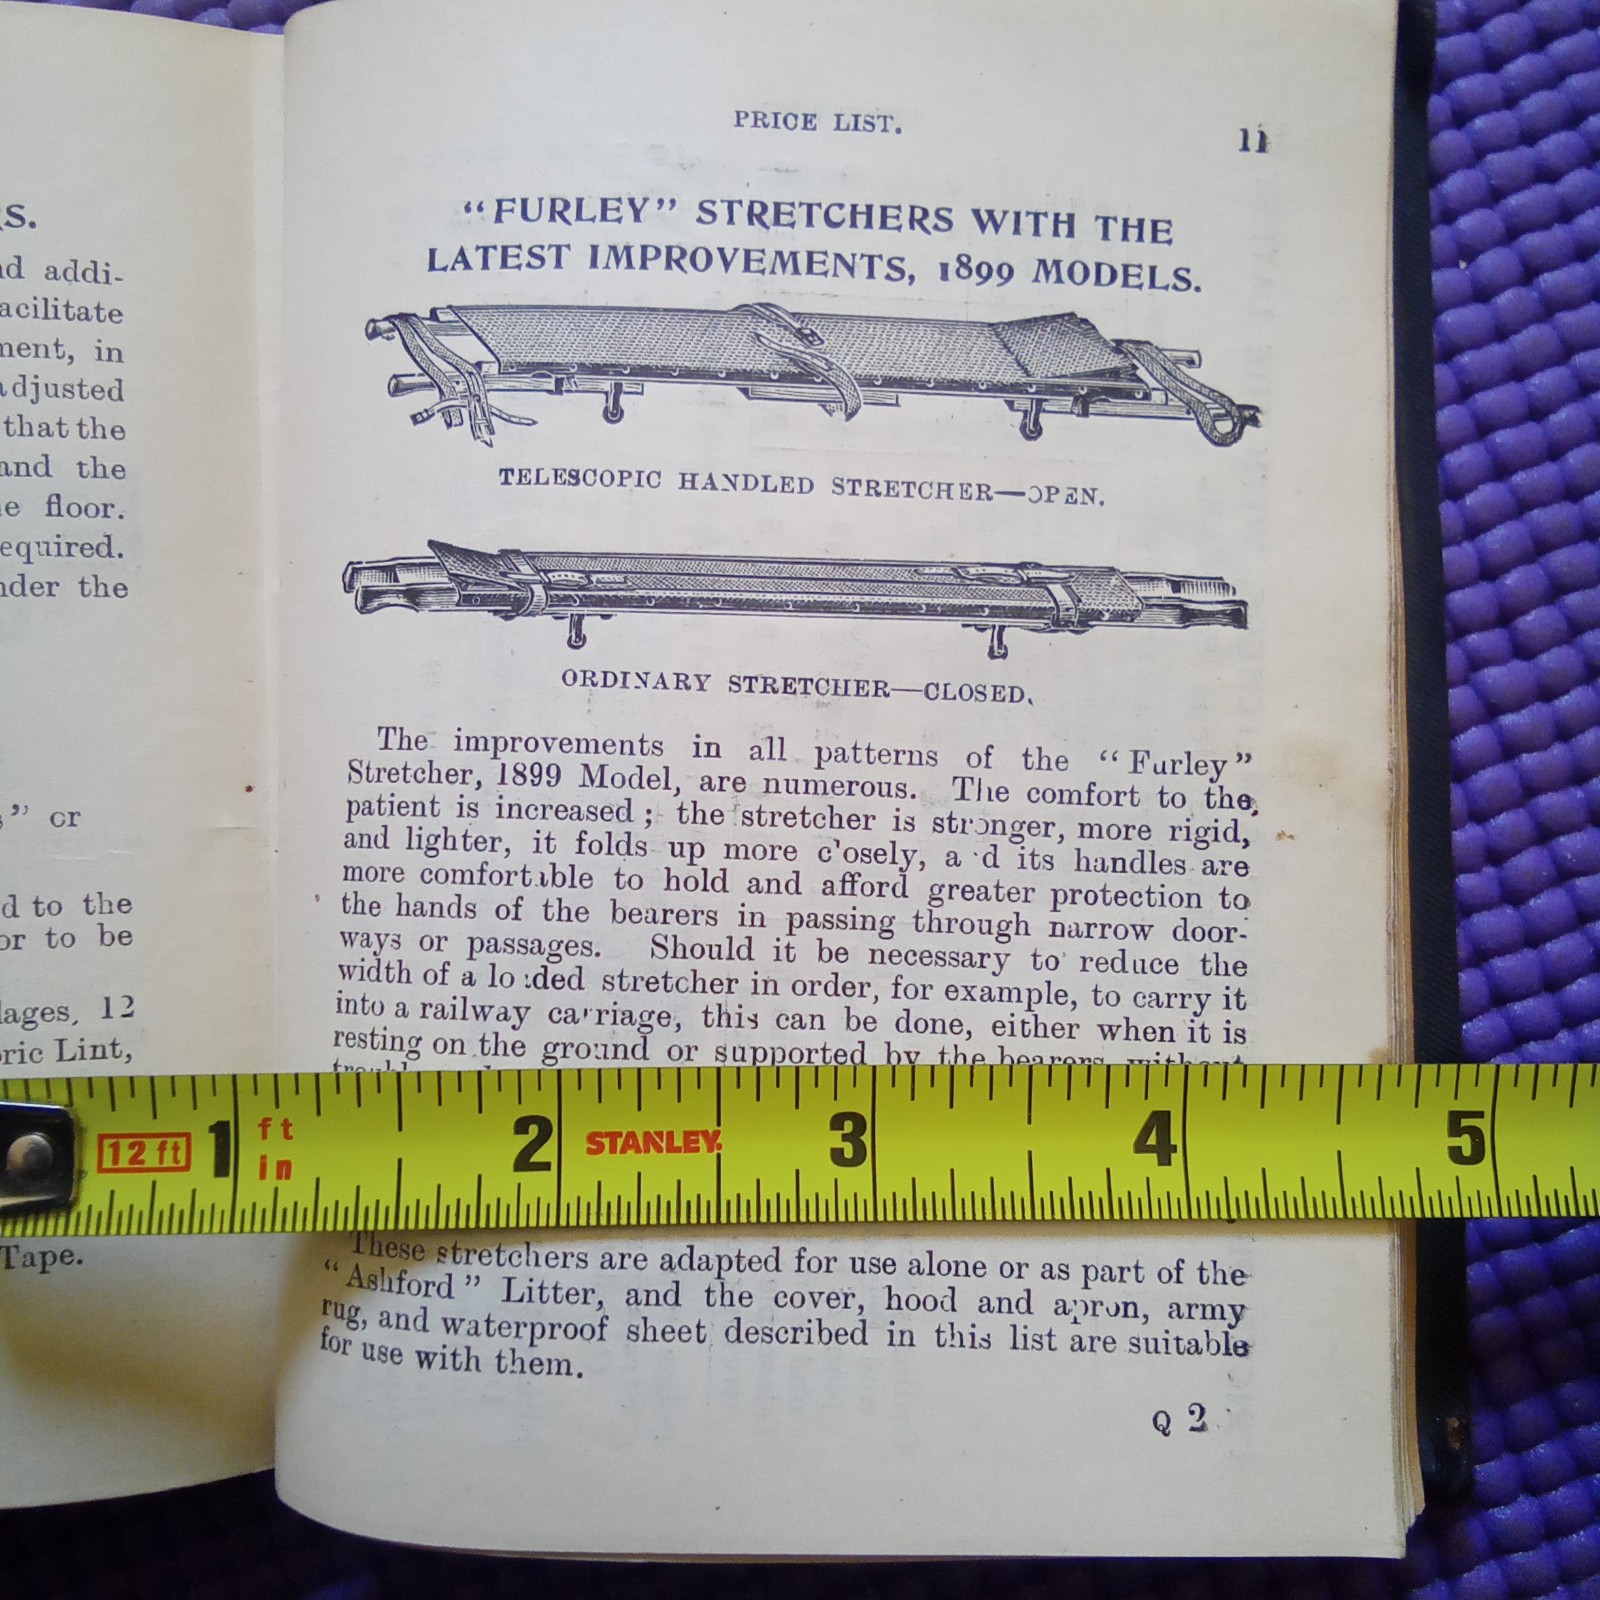 S.
addi-
acilitate
ment, in
adjusted
that the
and the
floor.
equired.
the
or
to the
or to be
12
Lint,
Tape.
PRICE LIST.
11
"FURLEY" STRETCHERS WITH THE
LATEST IMPROVEMENTS, 1899 MODELS.
TELESCOPIC HANDLED STRETCHER—OPEN.
ORDINARY STRETCHER—CLOSED.
The improvements in all patterns of the "Furley"
Stretcher, 1899 Model, are numerous. The comfort to the
patient is increased; the stretcher is stronger, more rigid,
and lighter, it folds up more closely, and its handles are
more comfortable to hold and afford greater protection to
the hands of the bearers in passing through narrow door-
ways or passages. Should it be necessary to reduce the
width of a loaded stretcher in order, for example, to carry it
into a railway carriage, this can be done, either when it is
resting on the ground or supported by the bearers without
12 ft 1 ft in 2 STANLEY. 3 4 5
These stretchers are adapted for use alone or as part of the
"Ashford" Litter, and the cover, hood and apron, army
rug, and waterproof sheet described in this list are suitable
for use with them.
Q 2